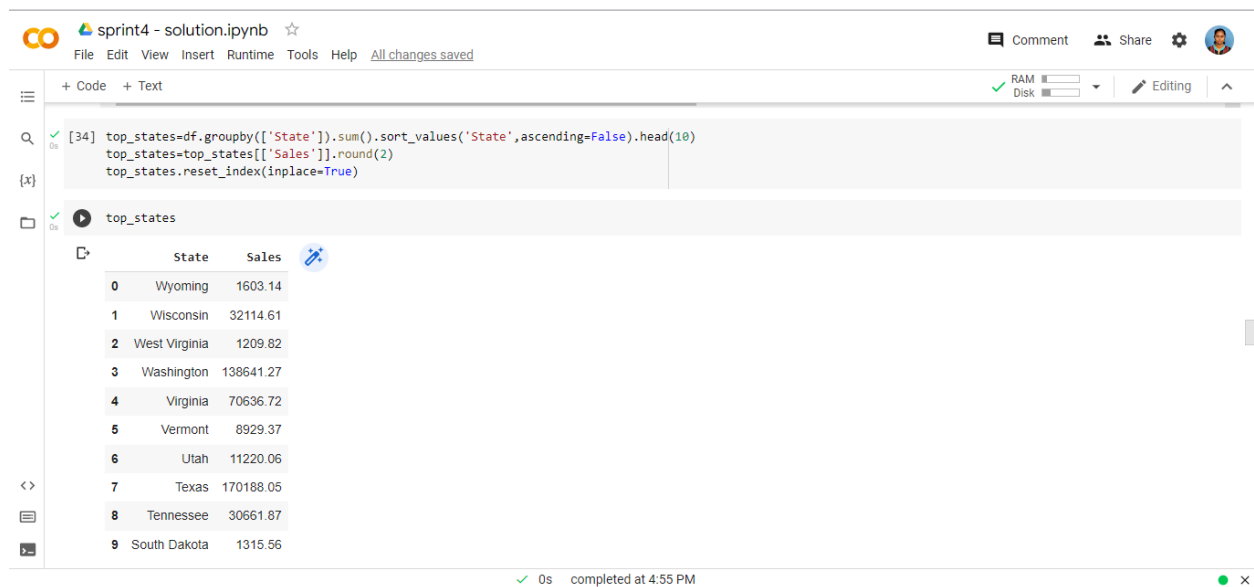 sprint4 - solution.ipynb
File Edit View Insert Runtime Tools Help All changes saved
Comment Share
+ Code + Text
RAM
Disk
Editing
[34] top_states=df.groupby(['State']).sum().sort_values('State',ascending=False).head(10)
0s
top_states=top_states[['Sales']].round(2)
top_states.reset_index(inplace=True)
{x}
top_states
0s
State Sales
0 Wyoming 1603.14
1 Wisconsin 32114.61
2 West Virginia 1209.82
3 Washington 138641.27
4 Virginia 70636.72
5 Vermont 8929.37
6 Utah 11220.06
7 Texas 170188.05
8 Tennessee 30661.87
9 South Dakota 1315.56
0s completed at 4:55 PM